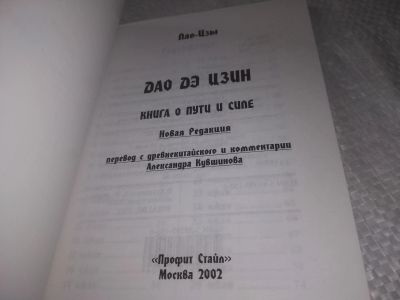 Лао-Цзы
ДАО ДЭ ЦЗИН
КНИГА О ПУТИ И СИЛЕ
Новая Редакция
перевод с древнекитайского и комментарии
Александра Кувшинова
«Профит Стайл»
Москва 2002